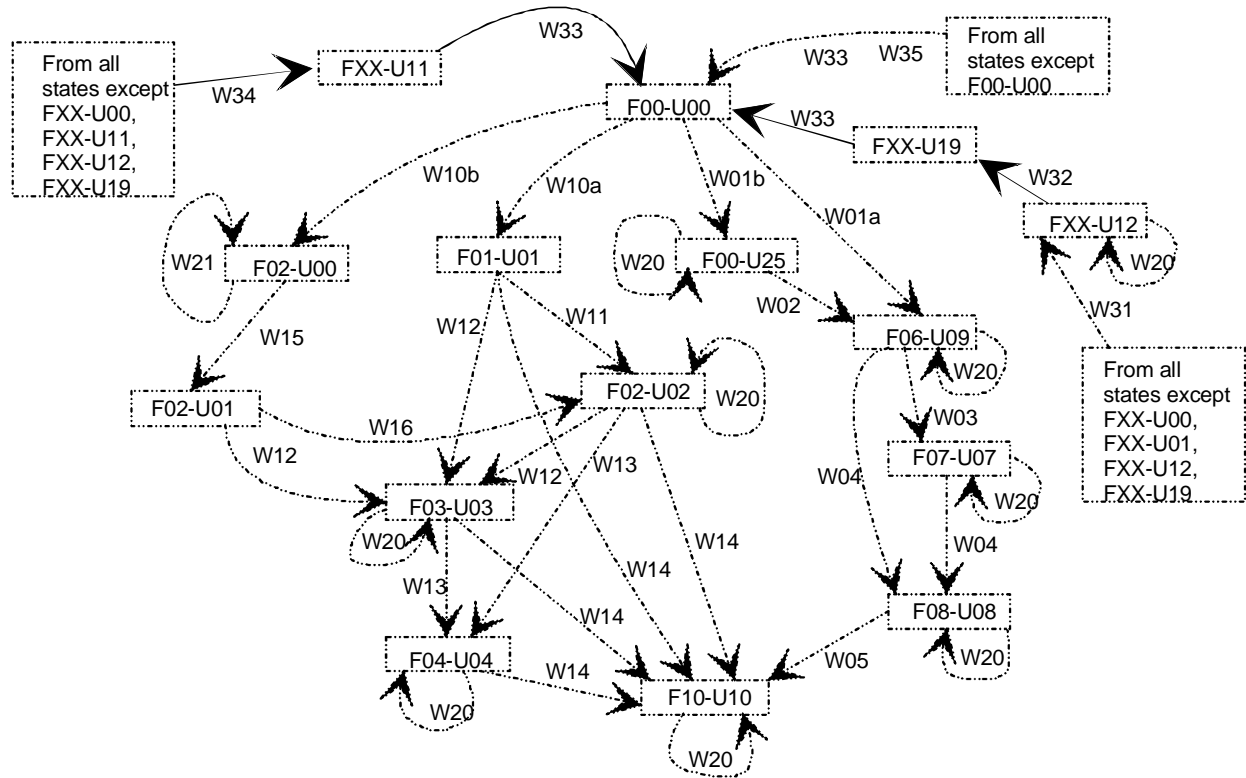 W33
From all
states except
FXX-U00,
FXX-U11,
FXX-U12,
FXX-U19
W34
FXX-U11
W33
W35
From all
states except
F00-U00
F00-U00
W33
FXX-U19
W32
FXX-U12
W20
W10b
W10a
W01b
W01a
W21
F02-U00
F01-U01
W20
F00-U25
W02
W31
W15
W12
W11
F06-U09
W20
F02-U01
F02-U02
W20
W03
From all
states except
FXX-U00,
FXX-U01,
FXX-U12,
FXX-U19
W16
W12
W12
W13
W04
F07-U07
W20
F03-U03
W20
W14
W04
W13
W14
W14
F08-U08
W20
F04-U04
W20
W14
W05
F10-U10
W20